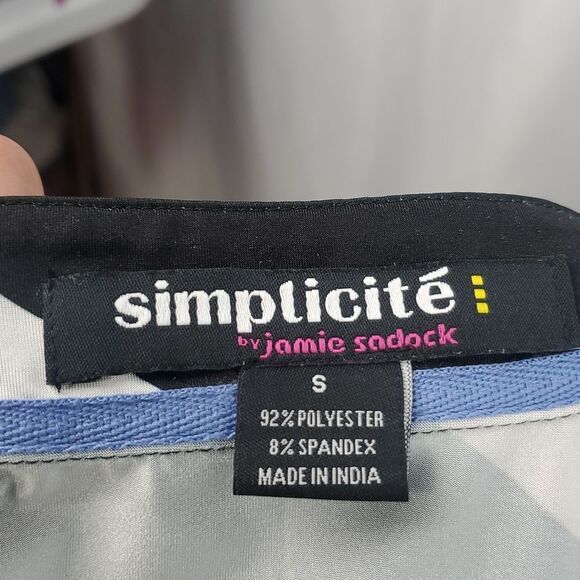 simplicité
BY jamie sadock
S
92% POLYESTER
8% SPANDEX
MADE IN INDIA